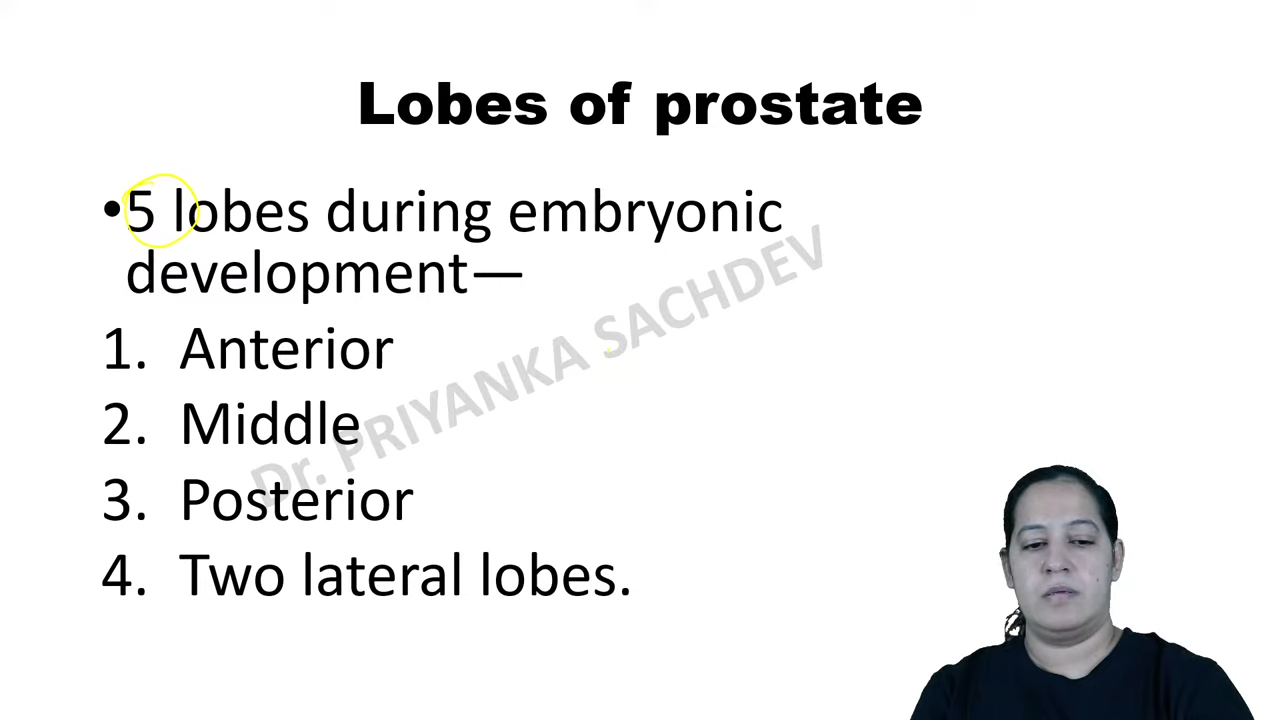 Lobes of prostate
•5 lobes during embryonic
development—
1. Anterior
2. Middle
3. Posterior
4. Two lateral lobes.
Dr. PRIYANKA SACHDEV